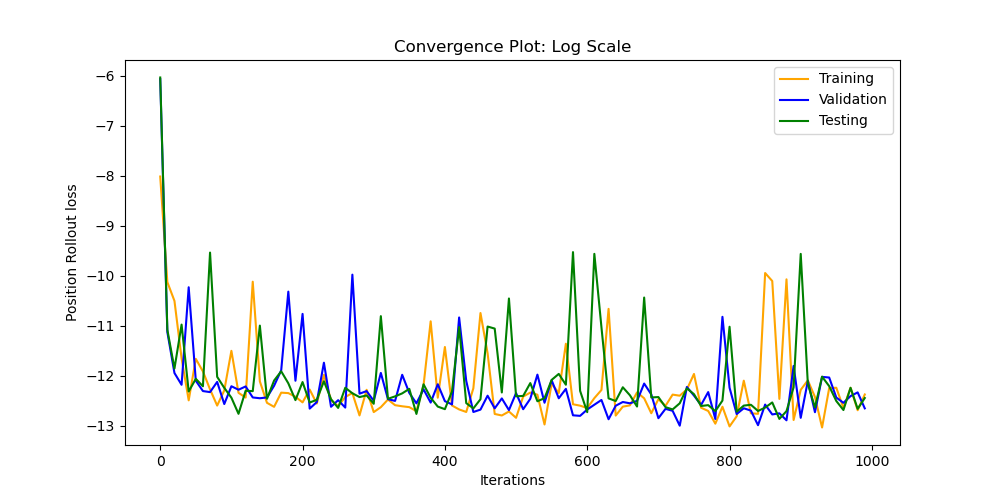 Convergence Plot: Log Scale
Training
Validation
Testing
Position Rollout loss
−6
−7
−8
−9
−10
−11
−12
−13
0
200
400
600
800
1000
Iterations